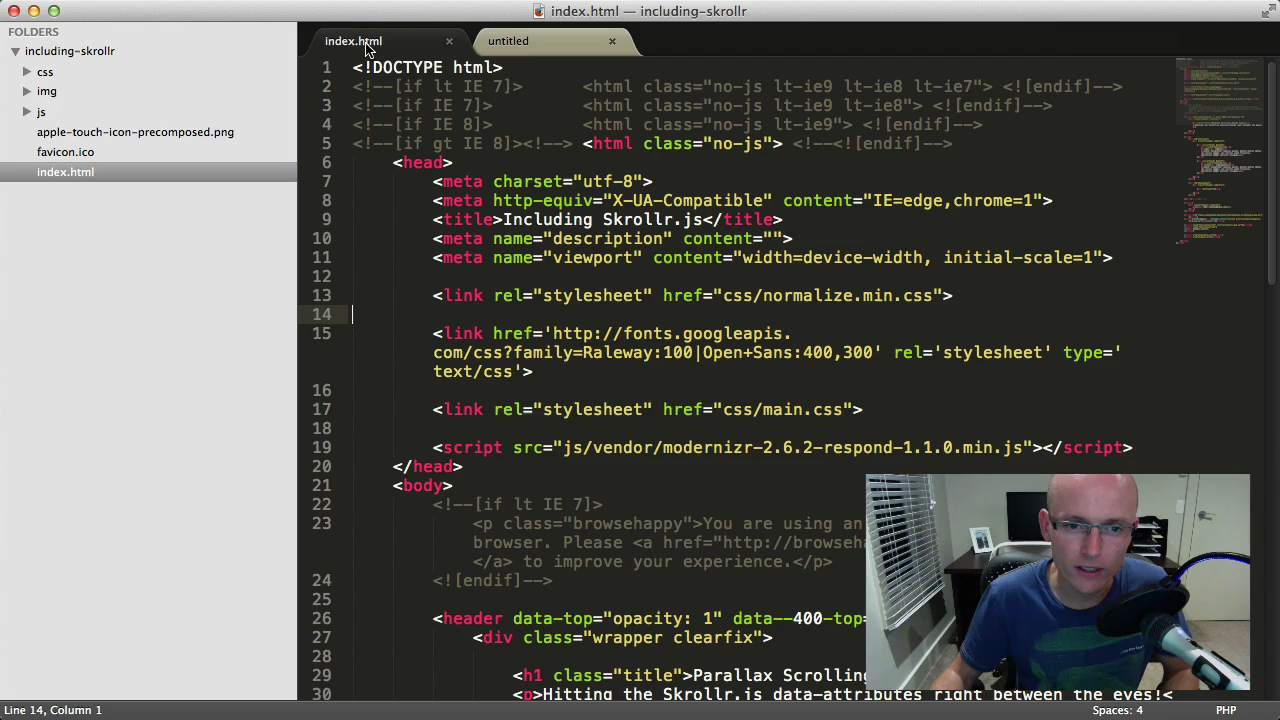 index.html — including-skrollr
FOLDERS
including-skrollr
css
img
js
apple-touch-icon-precomposed.png
favicon.ico
index.html
index.html × untitled ×
1 <!DOCTYPE html>
2 <!--[if lt IE 7]> <html class="no-js lt-ie9 lt-ie8 lt-ie7"> <![endif]-->
3 <!--[if IE 7]> <html class="no-js lt-ie9 lt-ie8"> <![endif]-->
4 <!--[if IE 8]> <html class="no-js lt-ie9"> <![endif]-->
5 <!--[if gt IE 8]><!--> <html class="no-js"> <!--<![endif]-->
6 <head>
7 <meta charset="utf-8">
8 <meta http-equiv="X-UA-Compatible" content="IE=edge,chrome=1">
9 <title>Including Skrollr.js</title>
10 <meta name="description" content="">
11 <meta name="viewport" content="width=device-width, initial-scale=1">
12
13 <link rel="stylesheet" href="css/normalize.min.css">
14
15 <link href='http://fonts.googleapis.
com/css?family=Raleway:100|Open+Sans:400,300' rel='stylesheet' type='
text/css'>
16
17 <link rel="stylesheet" href="css/main.css">
18
19 <script src="js/vendor/modernizr-2.6.2-respond-1.1.0.min.js"></script>
20 </head>
21 <body>
22 <!--[if lt IE 7]>
23 <p class="browsehappy">You are using an
browser. Please <a href="http://browseha
</a> to improve your experience.</p>
24 <![endif]-->
25
26 <header data-top="opacity: 1" data--400-top=
27 <div class="wrapper clearfix">
28
29 <h1 class="title">Parallax Scrolling
30 <p>Hitting the Skrollr.js data-attributes right between the eyes!<
Line 14, Column 1
Spaces: 4
PHP